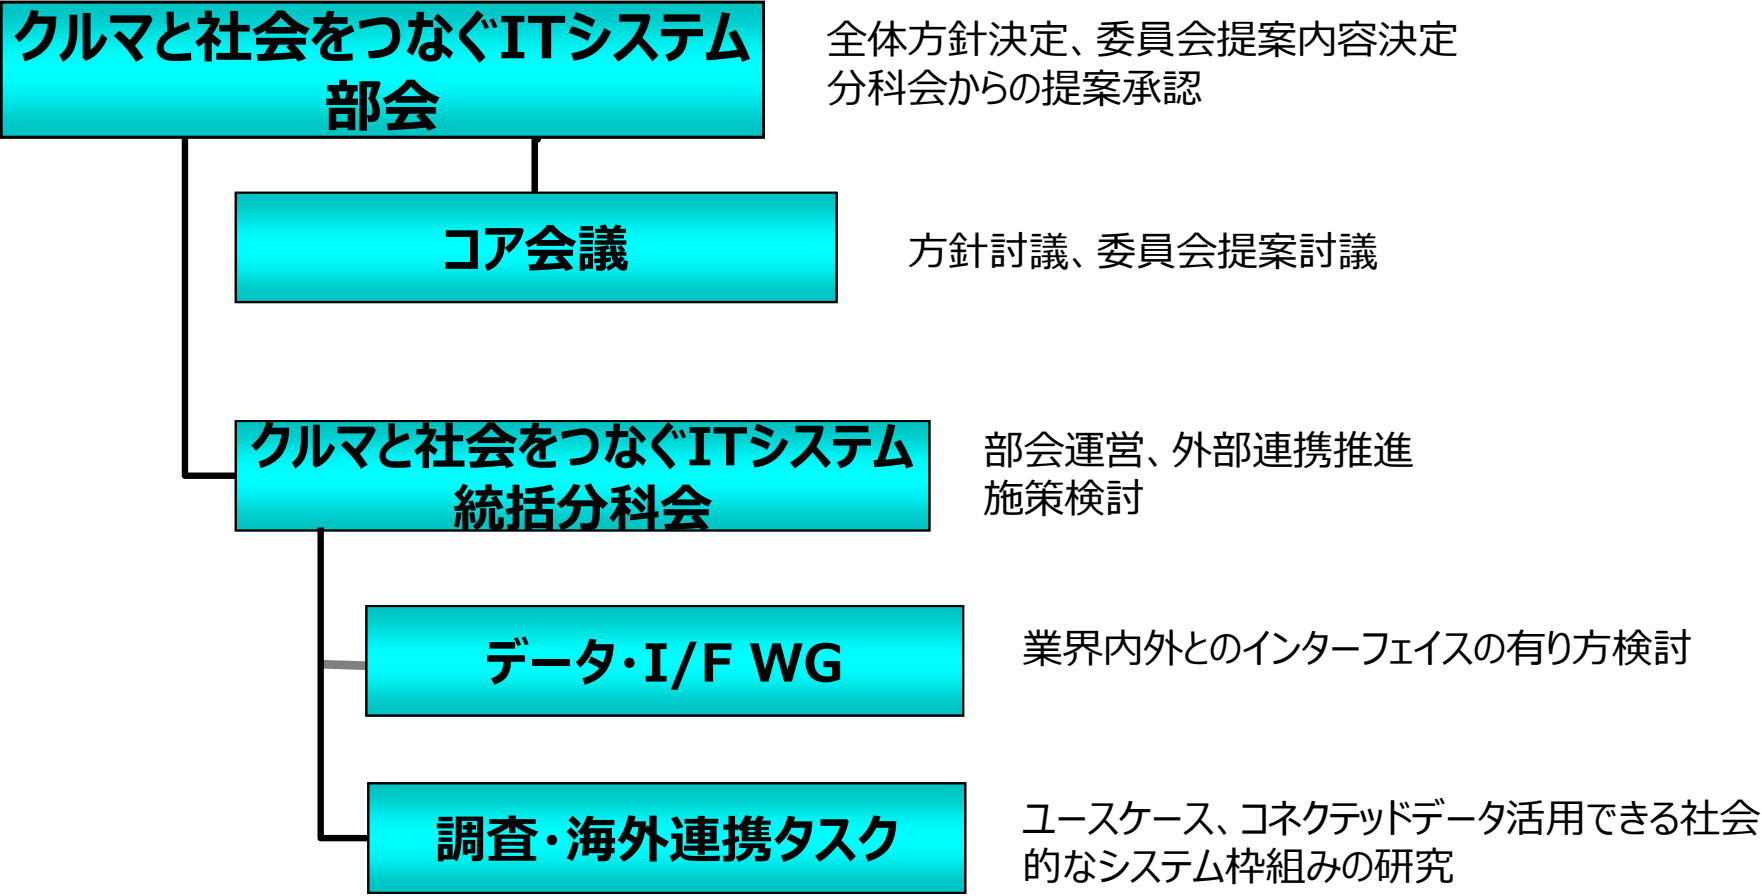 クルマと社会をつなぐITシステム
部会
全体方針決定、委員会提案内容決定
分科会からの提案承認
コア会議
方針討議、委員会提案討議
クルマと社会をつなぐITシステム
統括分科会
部会運営、外部連携推進
施策検討
データ・I/F WG
業界内外とのインターフェイスの有り方検討
調査・海外連携タスク
ユースケース、コネクテッドデータ活用できる社会
的なシステム枠組みの研究